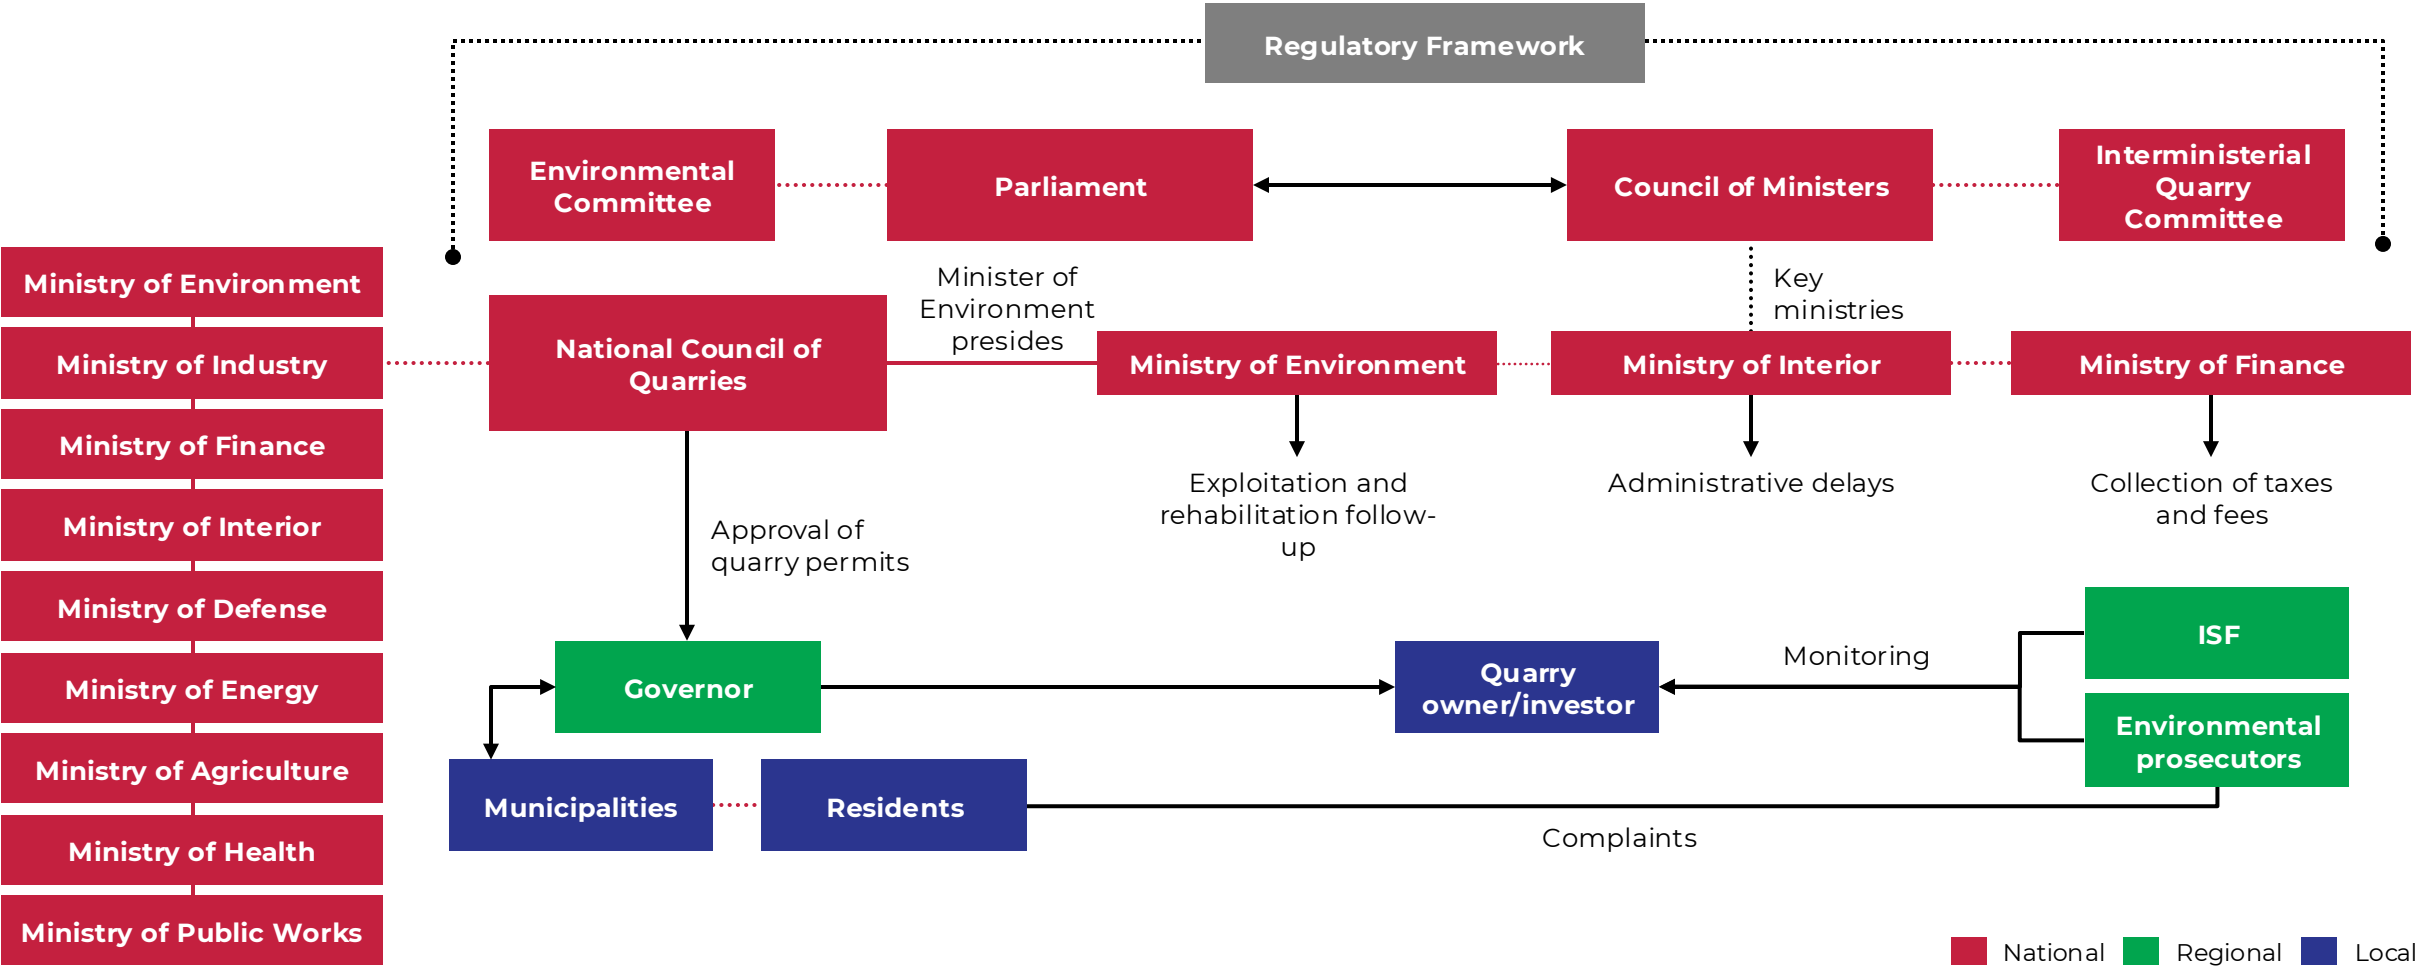 Regulatory Framework
Environmental
Committee
Parliament
Council of Ministers
Interministerial
Quarry
Committee
Ministry of Environment
Ministry of Industry
Ministry of Finance
Ministry of Interior
Ministry of Defense
Ministry of Energy
Ministry of Agriculture
Ministry of Health
Ministry of Public Works
National Council of
Quarries
Minister of
Environment
presides
Key
ministries
Ministry of Environment
Ministry of Interior
Ministry of Finance
Exploitation and
rehabilitation follow-
up
Administrative delays
Collection of taxes
and fees
Approval of
quarry permits
Governor
Quarry
owner/investor
Monitoring
ISF
Environmental
prosecutors
Municipalities
Residents
Complaints
National
Regional
Local